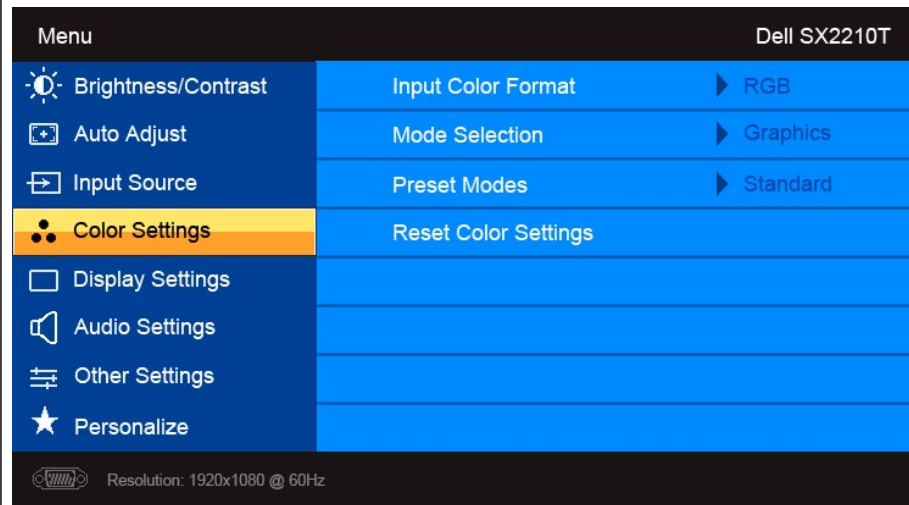 Menu Dell SX2210T
Brightness/Contrast Input Color Format RGB
Auto Adjust Mode Selection Graphics
Input Source Preset Modes Standard
Color Settings Reset Color Settings
Display Settings
Audio Settings
Other Settings
Personalize
Resolution: 1920x1080 @ 60Hz